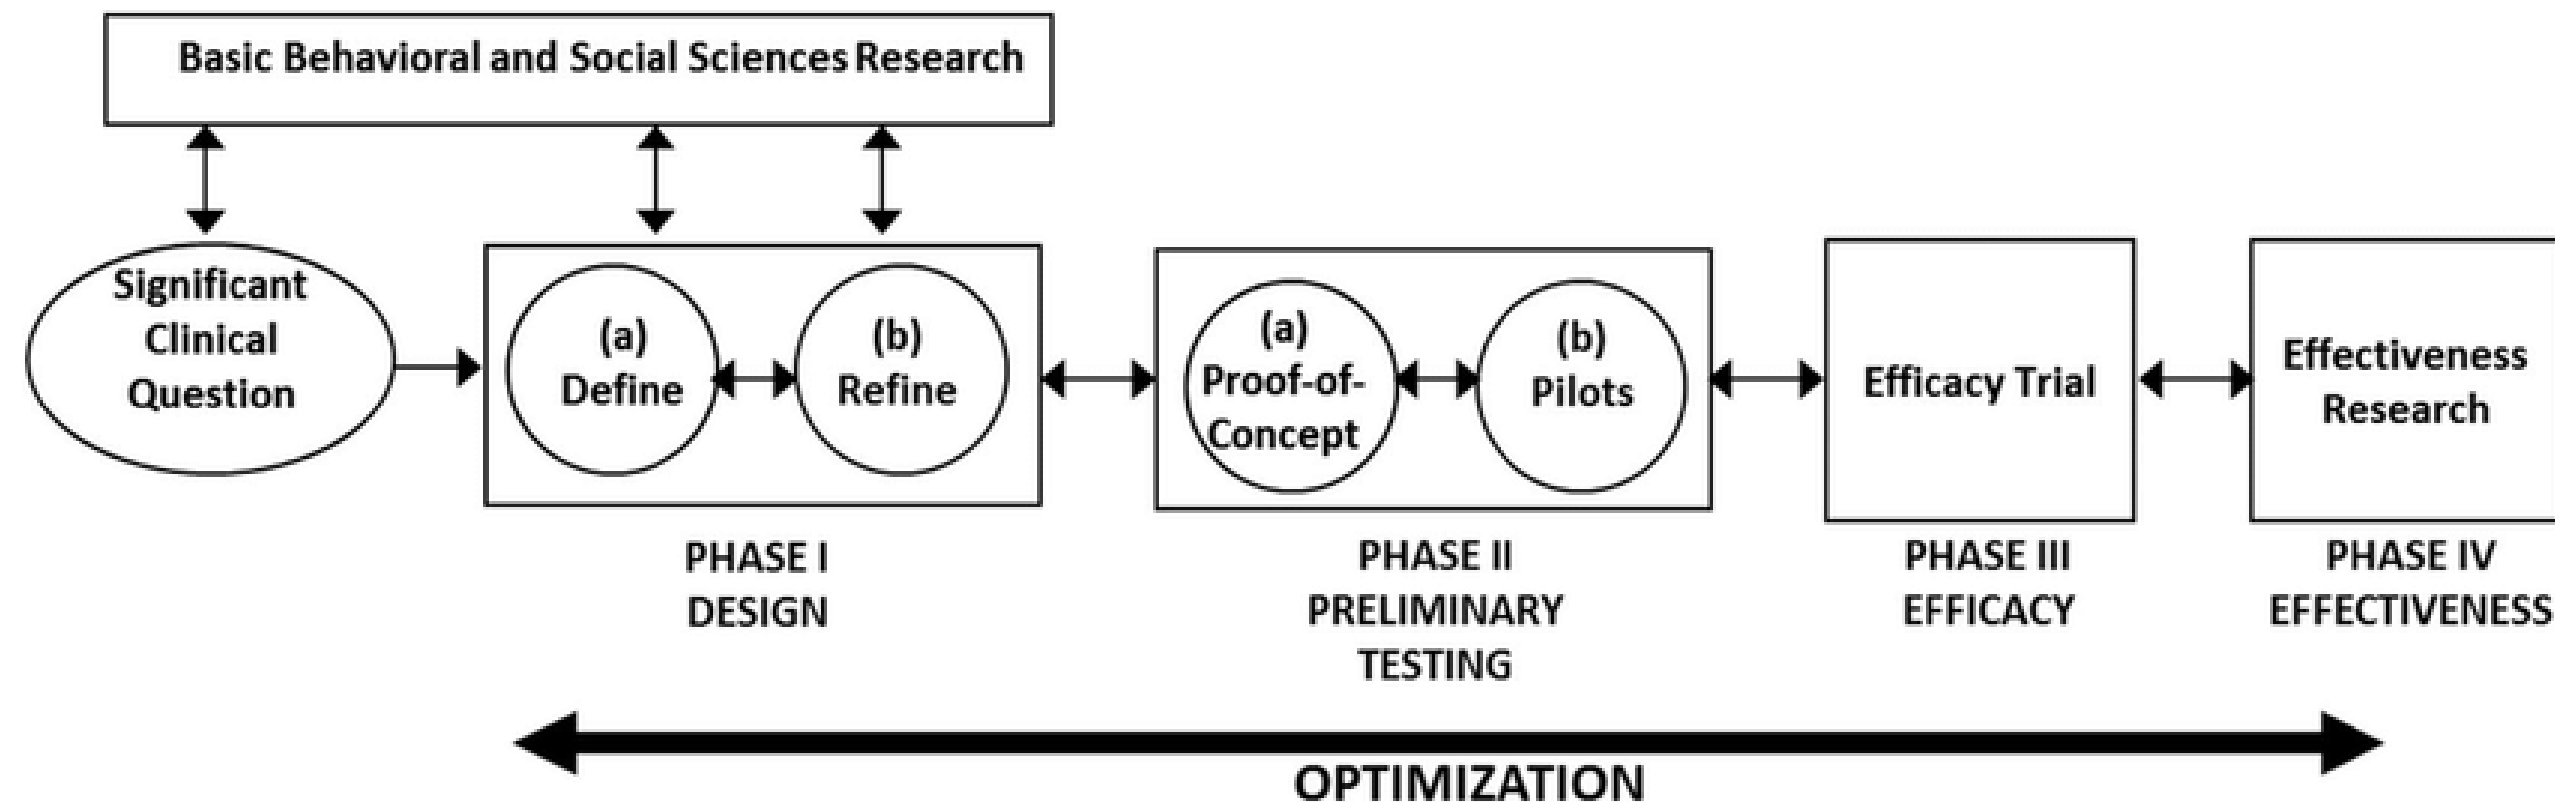 Basic Behavioral and Social Sciences Research
Significant
Clinical
Question
(a)
Define
(b)
Refine
(a)
Proof-of-
Concept
(b)
Pilots
Efficacy Trial
Effectiveness
Research
PHASE I
DESIGN
PHASE II
PRELIMINARY
TESTING
PHASE III
EFFICACY
PHASE IV
EFFECTIVENESS
OPTIMIZATION